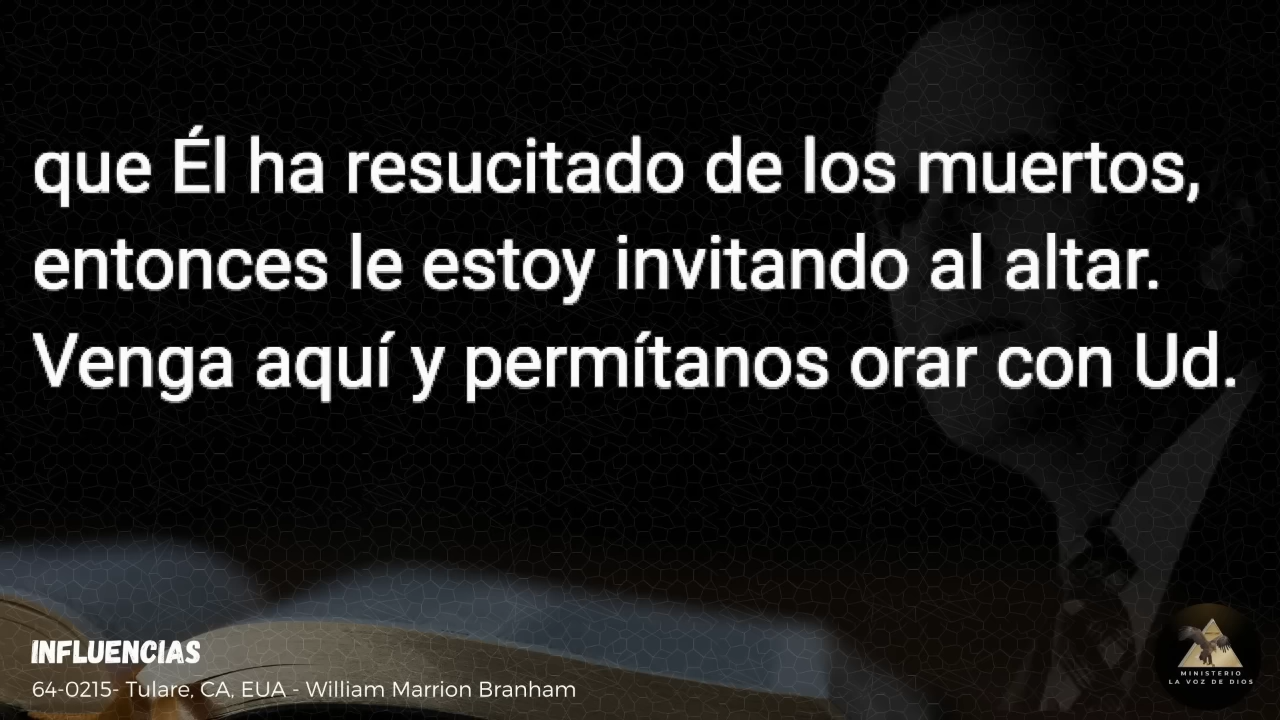 que Él ha resucitado de los muertos,
entonces le estoy invitando al altar.
Venga aquí y permítanos orar con Ud.
INFLUENCIAS
64-0215- Tulare, CA, EUA - William Marrion Branham
MINISTERIO
LA VOZ DE DIOS